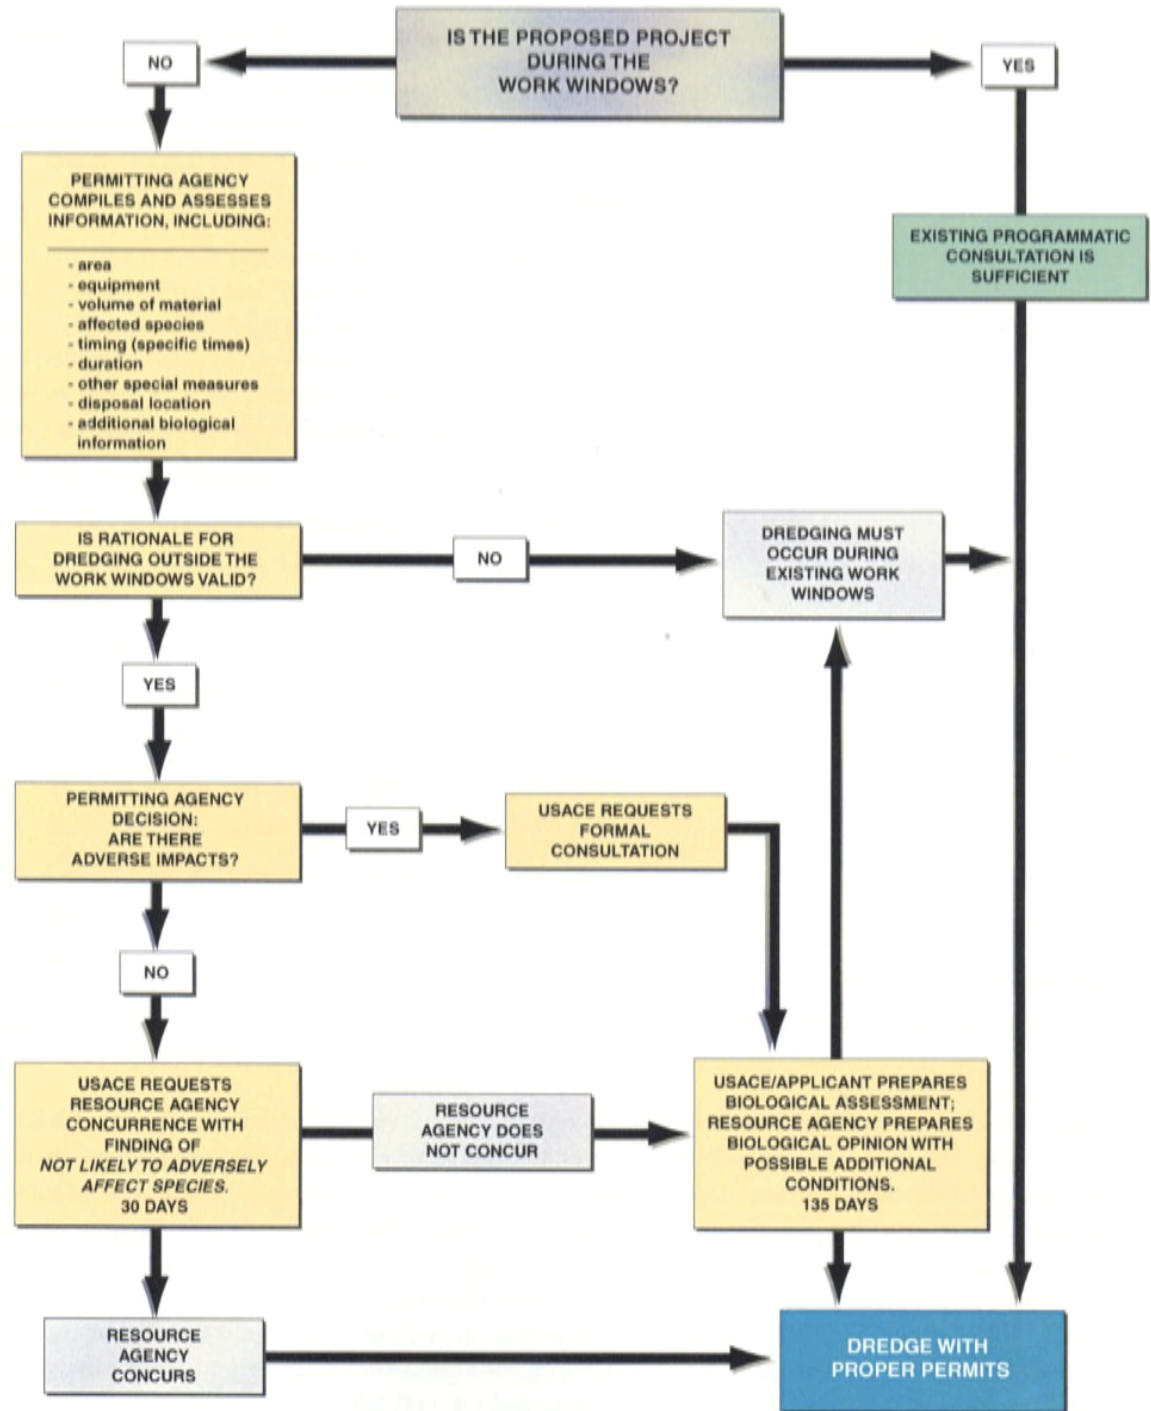 IS THE PROPOSED PROJECT
DURING THE
WORK WINDOWS?
NO
YES
PERMITTING AGENCY
COMPILES AND ASSESSES
INFORMATION, INCLUDING:
- area
- equipment
- volume of material
- affected species
- timing (specific times)
- duration
- other special measures
- disposal location
- additional biological
information
EXISTING PROGRAMMATIC
CONSULTATION IS
SUFFICIENT
IS RATIONALE FOR
DREDGING OUTSIDE THE
WORK WINDOWS VALID?
NO
DREDGING MUST
OCCUR DURING
EXISTING WORK
WINDOWS
YES
PERMITTING AGENCY
DECISION:
ARE THERE
ADVERSE IMPACTS?
YES
USACE REQUESTS
FORMAL
CONSULTATION
NO
USACE REQUESTS
RESOURCE AGENCY
CONCURRENCE WITH
FINDING OF
NOT LIKELY TO ADVERSELY
AFFECT SPECIES.
30 DAYS
RESOURCE
AGENCY DOES
NOT CONCUR
USACE/APPLICANT PREPARES
BIOLOGICAL ASSESSMENT;
RESOURCE AGENCY PREPARES
BIOLOGICAL OPINION WITH
POSSIBLE ADDITIONAL
CONDITIONS.
135 DAYS
RESOURCE
AGENCY
CONCURS
DREDGE WITH
PROPER PERMITS